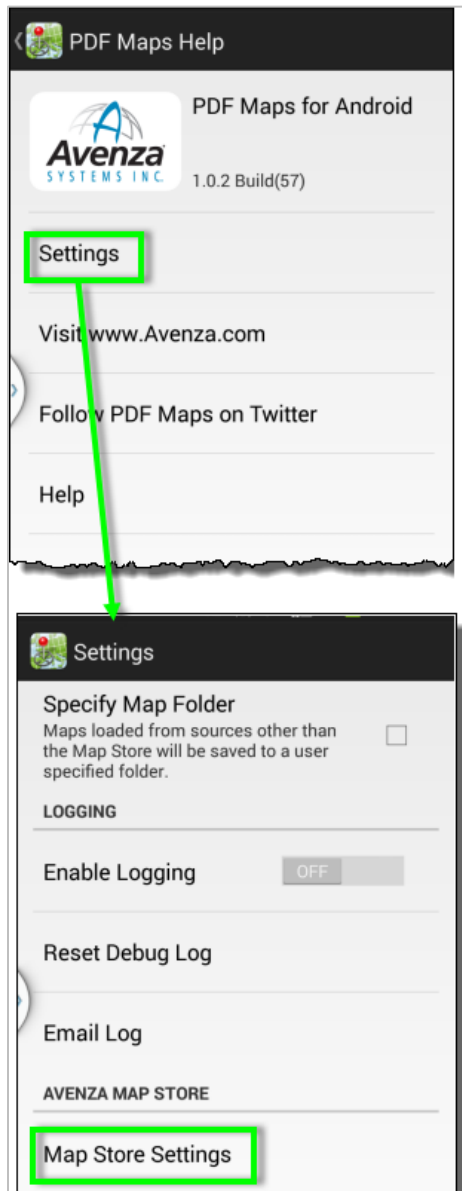 PDF Maps Help
PDF Maps for Android
Avenza
SYSTEMS INC.
1.0.2 Build(57)
Settings
Visit www.Avenza.com
Follow PDF Maps on Twitter
Help
Settings
Specify Map Folder
Maps loaded from sources other than
the Map Store will be saved to a user
specified folder.
LOGGING
Enable Logging OFF
Reset Debug Log
Email Log
AVENZA MAP STORE
Map Store Settings